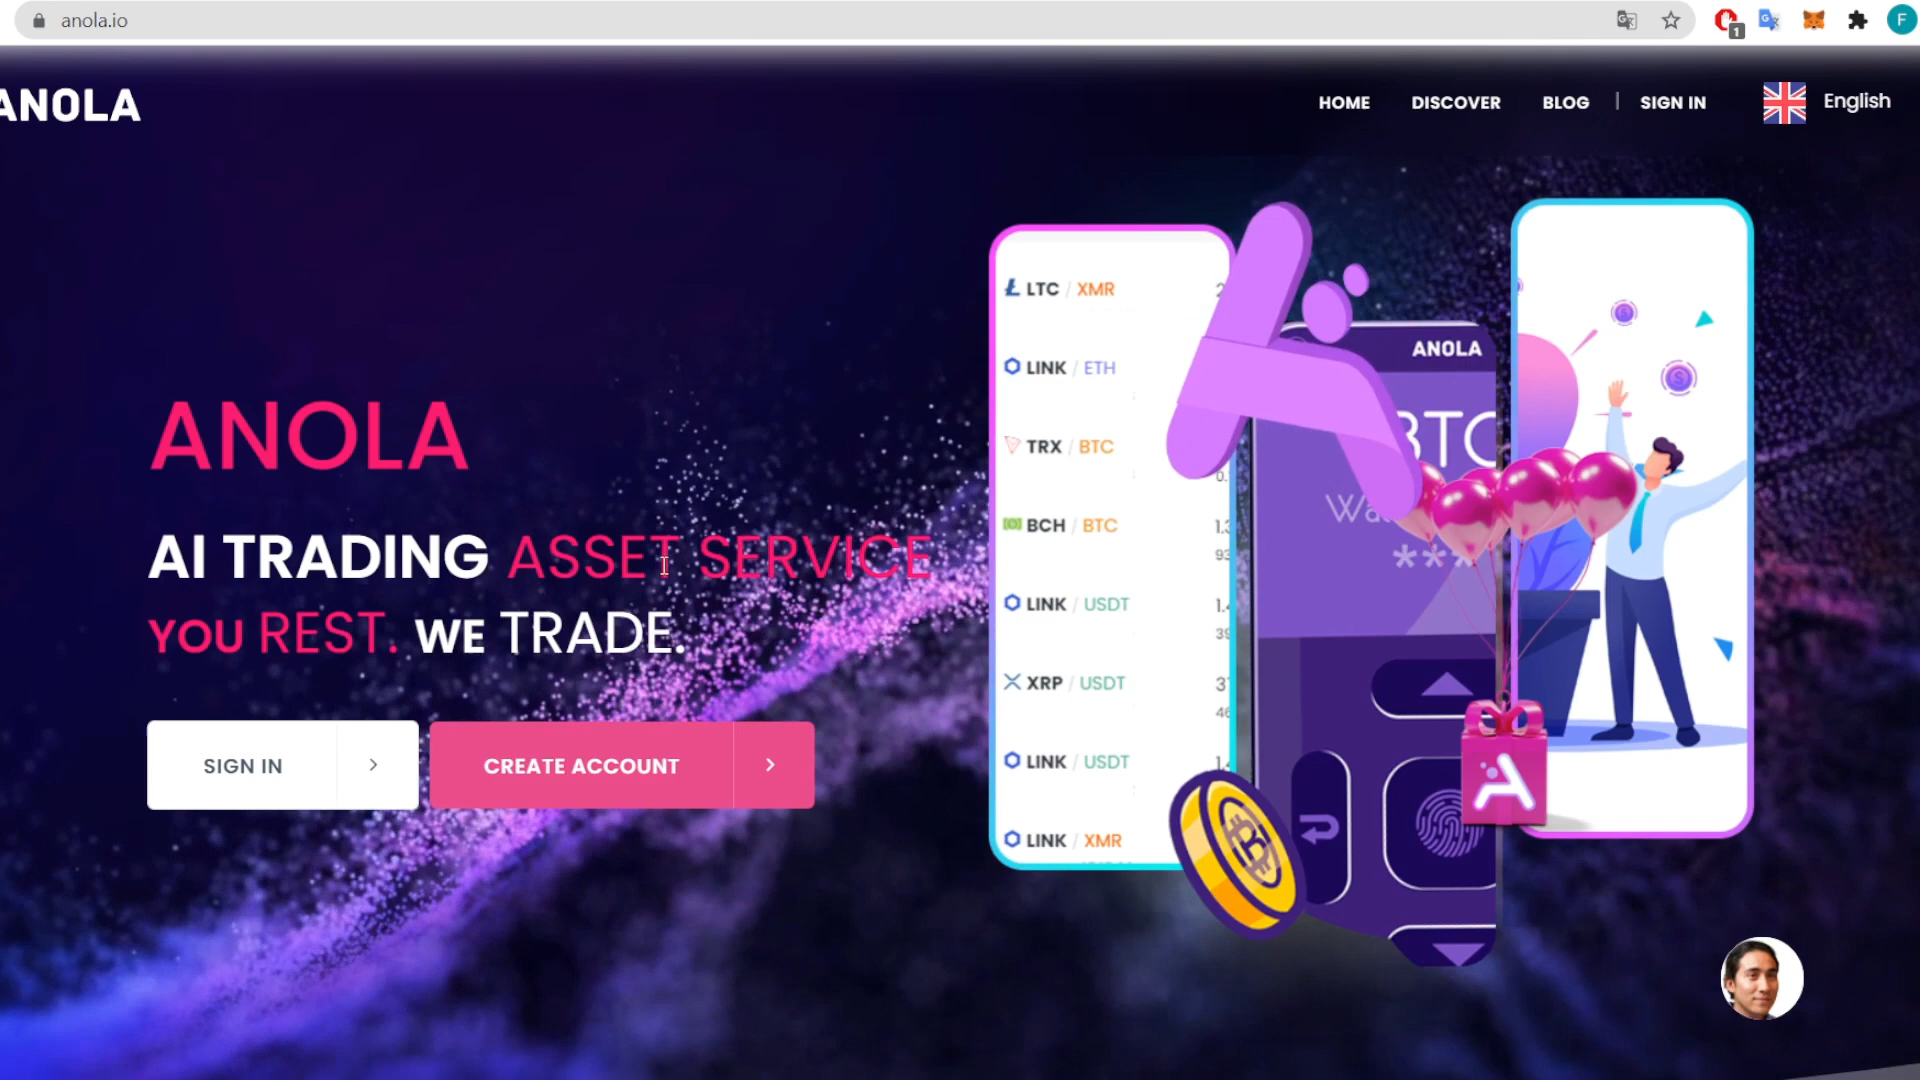 anola.io
1
F
ANOLA
HOME
DISCOVER
BLOG
SIGN IN
English
ANOLA
AI TRADING ASSET SERVICE
YOU REST. WE TRADE.
SIGN IN
CREATE ACCOUNT
LTC / XMR
LINK / ETH
TRX / BTC
BCH / BTC
LINK / USDT
XRP / USDT
LINK / USDT
LINK / XMR
ANOLA
BTC
***